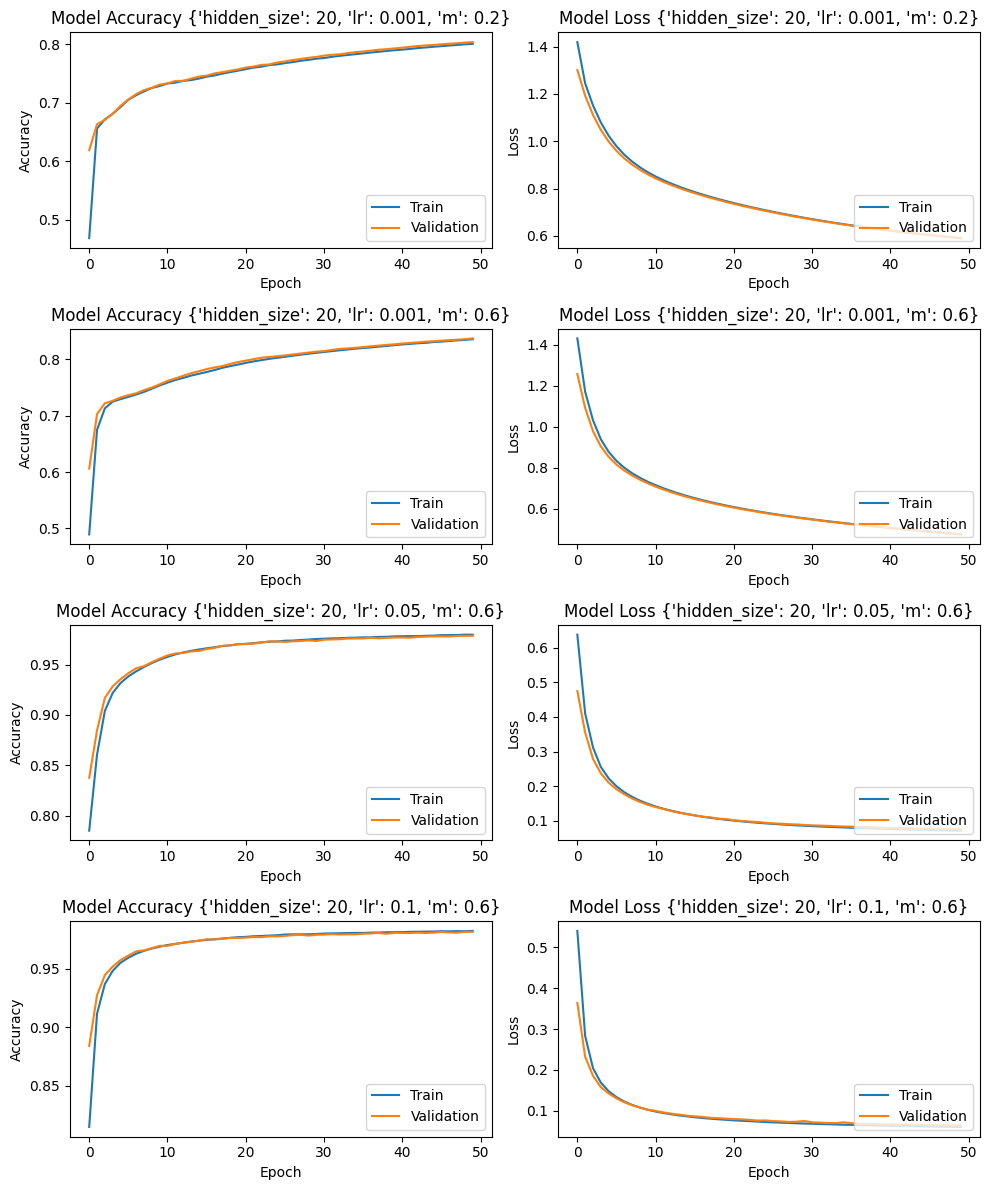 Model Accuracy {'hidden_size': 20, 'lr': 0.001, 'm': 0.2}
0.8
0.7
0.6
0.5
Accuracy
Train
Validation
0 10 20 30 40 50
Epoch
Model Loss {'hidden_size': 20, 'lr': 0.001, 'm': 0.2}
1.4
1.2
1.0
0.8
0.6
Loss
Train
Validation
0 10 20 30 40 50
Epoch
Model Accuracy {'hidden_size': 20, 'lr': 0.001, 'm': 0.6}
0.8
0.7
0.6
0.5
Accuracy
Train
Validation
0 10 20 30 40 50
Epoch
Model Loss {'hidden_size': 20, 'lr': 0.001, 'm': 0.6}
1.4
1.2
1.0
0.8
0.6
Loss
Train
Validation
0 10 20 30 40 50
Epoch
Model Accuracy {'hidden_size': 20, 'lr': 0.05, 'm': 0.6}
0.95
0.90
0.85
0.80
Accuracy
Train
Validation
0 10 20 30 40 50
Epoch
Model Loss {'hidden_size': 20, 'lr': 0.05, 'm': 0.6}
0.6
0.5
0.4
0.3
0.2
0.1
Loss
Train
Validation
0 10 20 30 40 50
Epoch
Model Accuracy {'hidden_size': 20, 'lr': 0.1, 'm': 0.6}
0.95
0.90
0.85
Accuracy
Train
Validation
0 10 20 30 40 50
Epoch
Model Loss {'hidden_size': 20, 'lr': 0.1, 'm': 0.6}
0.5
0.4
0.3
0.2
0.1
Loss
Train
Validation
0 10 20 30 40 50
Epoch